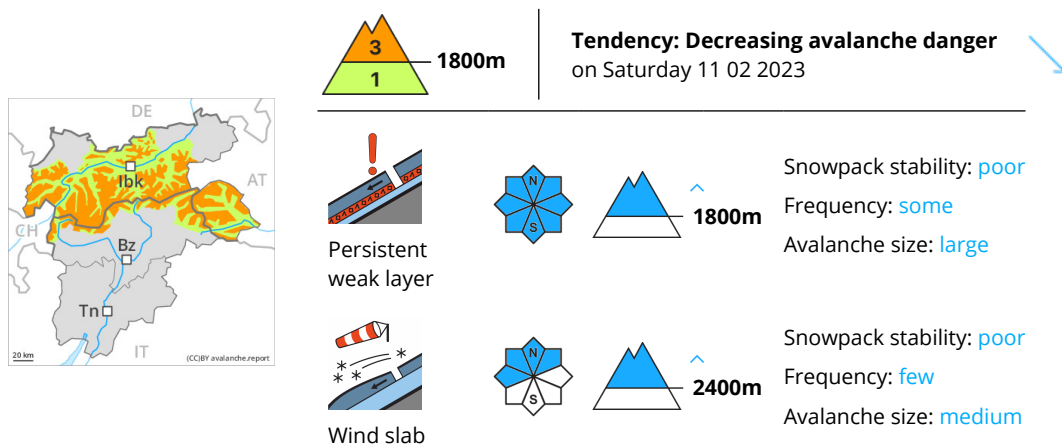 3
1
1800m
Tendency: Decreasing avalanche danger
on Saturday 11 02 2023
DE
Ibk
AT
CH
Bz
Tn
IT
20 km
(CC)BY avalanche.report
Persistent
weak layer
N
S
1800m
Snowpack stability: poor
Frequency: some
Avalanche size: large
Wind slab
N
S
2400m
Snowpack stability: poor
Frequency: few
Avalanche size: medium